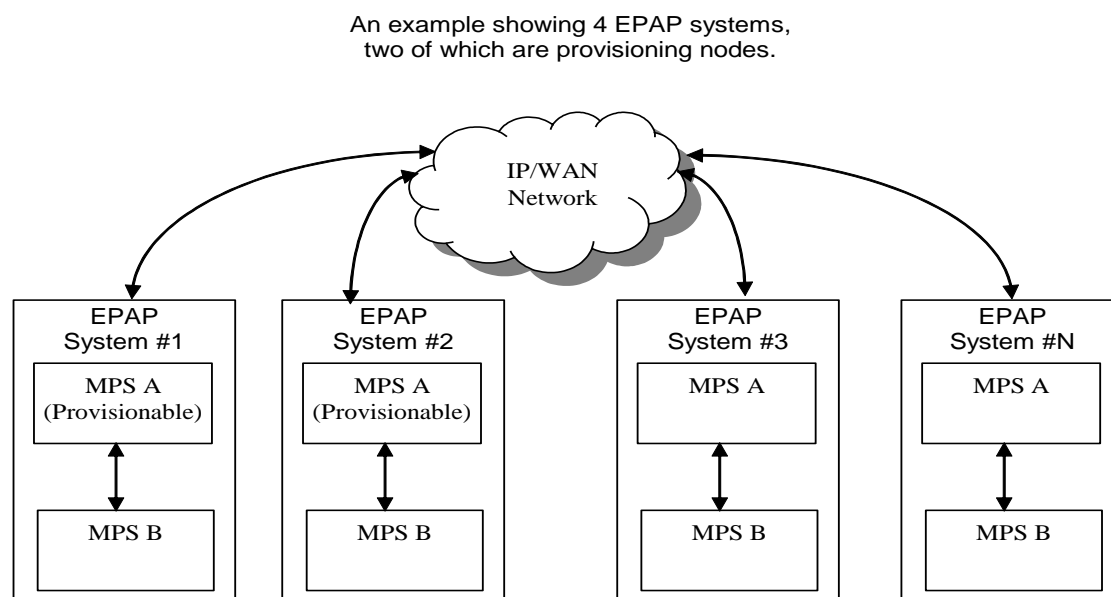 An example showing 4 EPAP systems,
two of which are provisioning nodes.
IP/WAN
Network
EPAP
System #1
MPS A
(Provisionable)
MPS B
EPAP
System #2
MPS A
(Provisionable)
MPS B
EPAP
System #3
MPS A
MPS B
EPAP
System #N
MPS A
MPS B